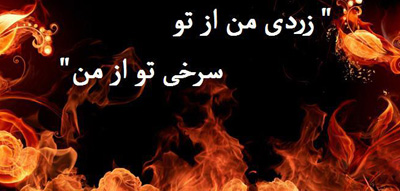 " زردی من از تو
سرخی تو از من"